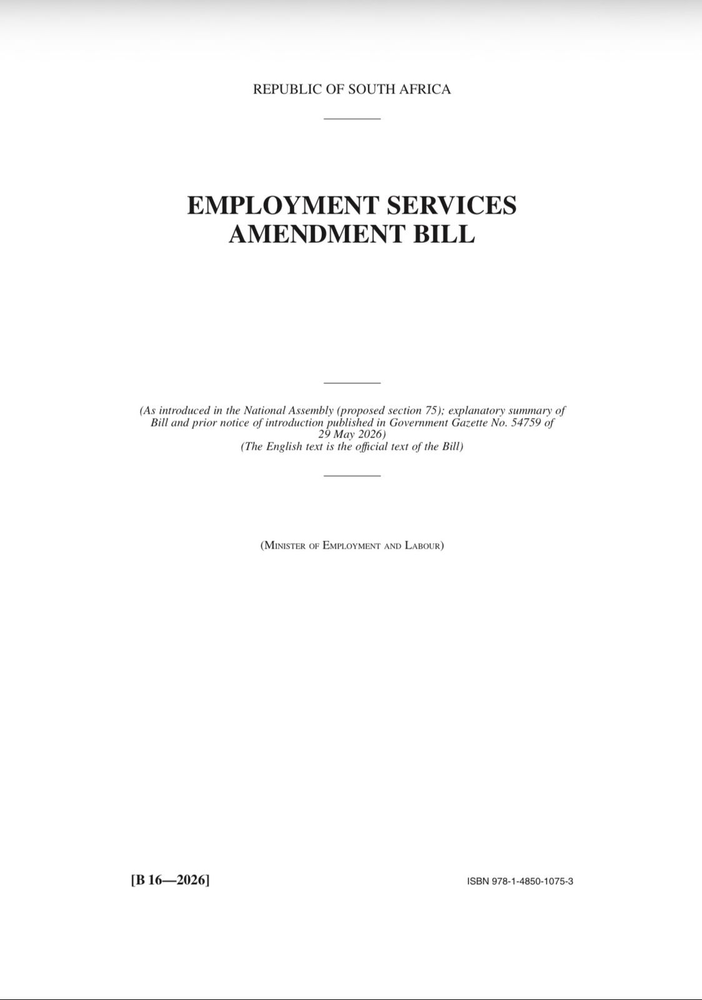 REPUBLIC OF SOUTH AFRICA
EMPLOYMENT SERVICES
AMENDMENT BILL
(As introduced in the National Assembly (proposed section 75); explanatory summary of
Bill and prior notice of introduction published in Government Gazette No. 54759 of
29 May 2026)
(The English text is the official text of the Bill)
(Minister of Employment and Labour)
[B 16—2026]
ISBN 978-1-4850-1075-3